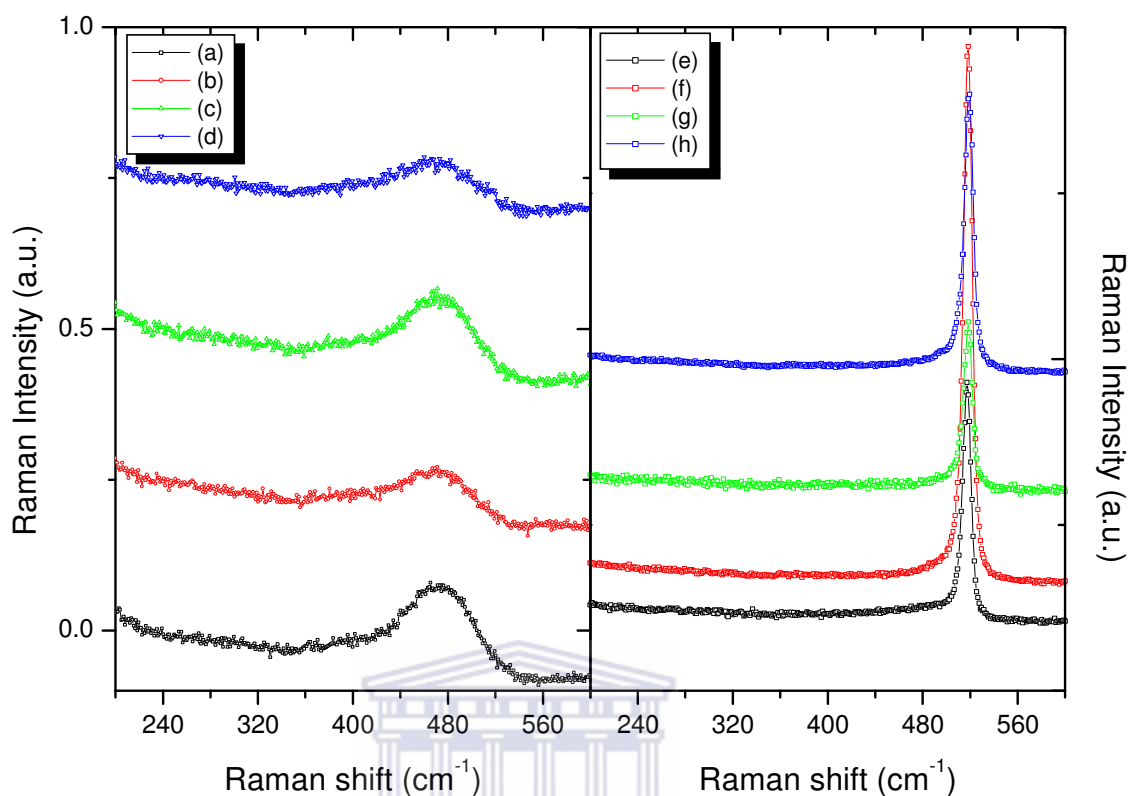 1.0
0.5
0.0
Raman Intensity (a.u.)
(a)
(b)
(c)
(d)
240 320 400 480 560
Raman shift (cm⁻¹)
(e)
(f)
(g)
(h)
240 320 400 480 560
Raman shift (cm⁻¹)
Raman Intensity (a.u.)